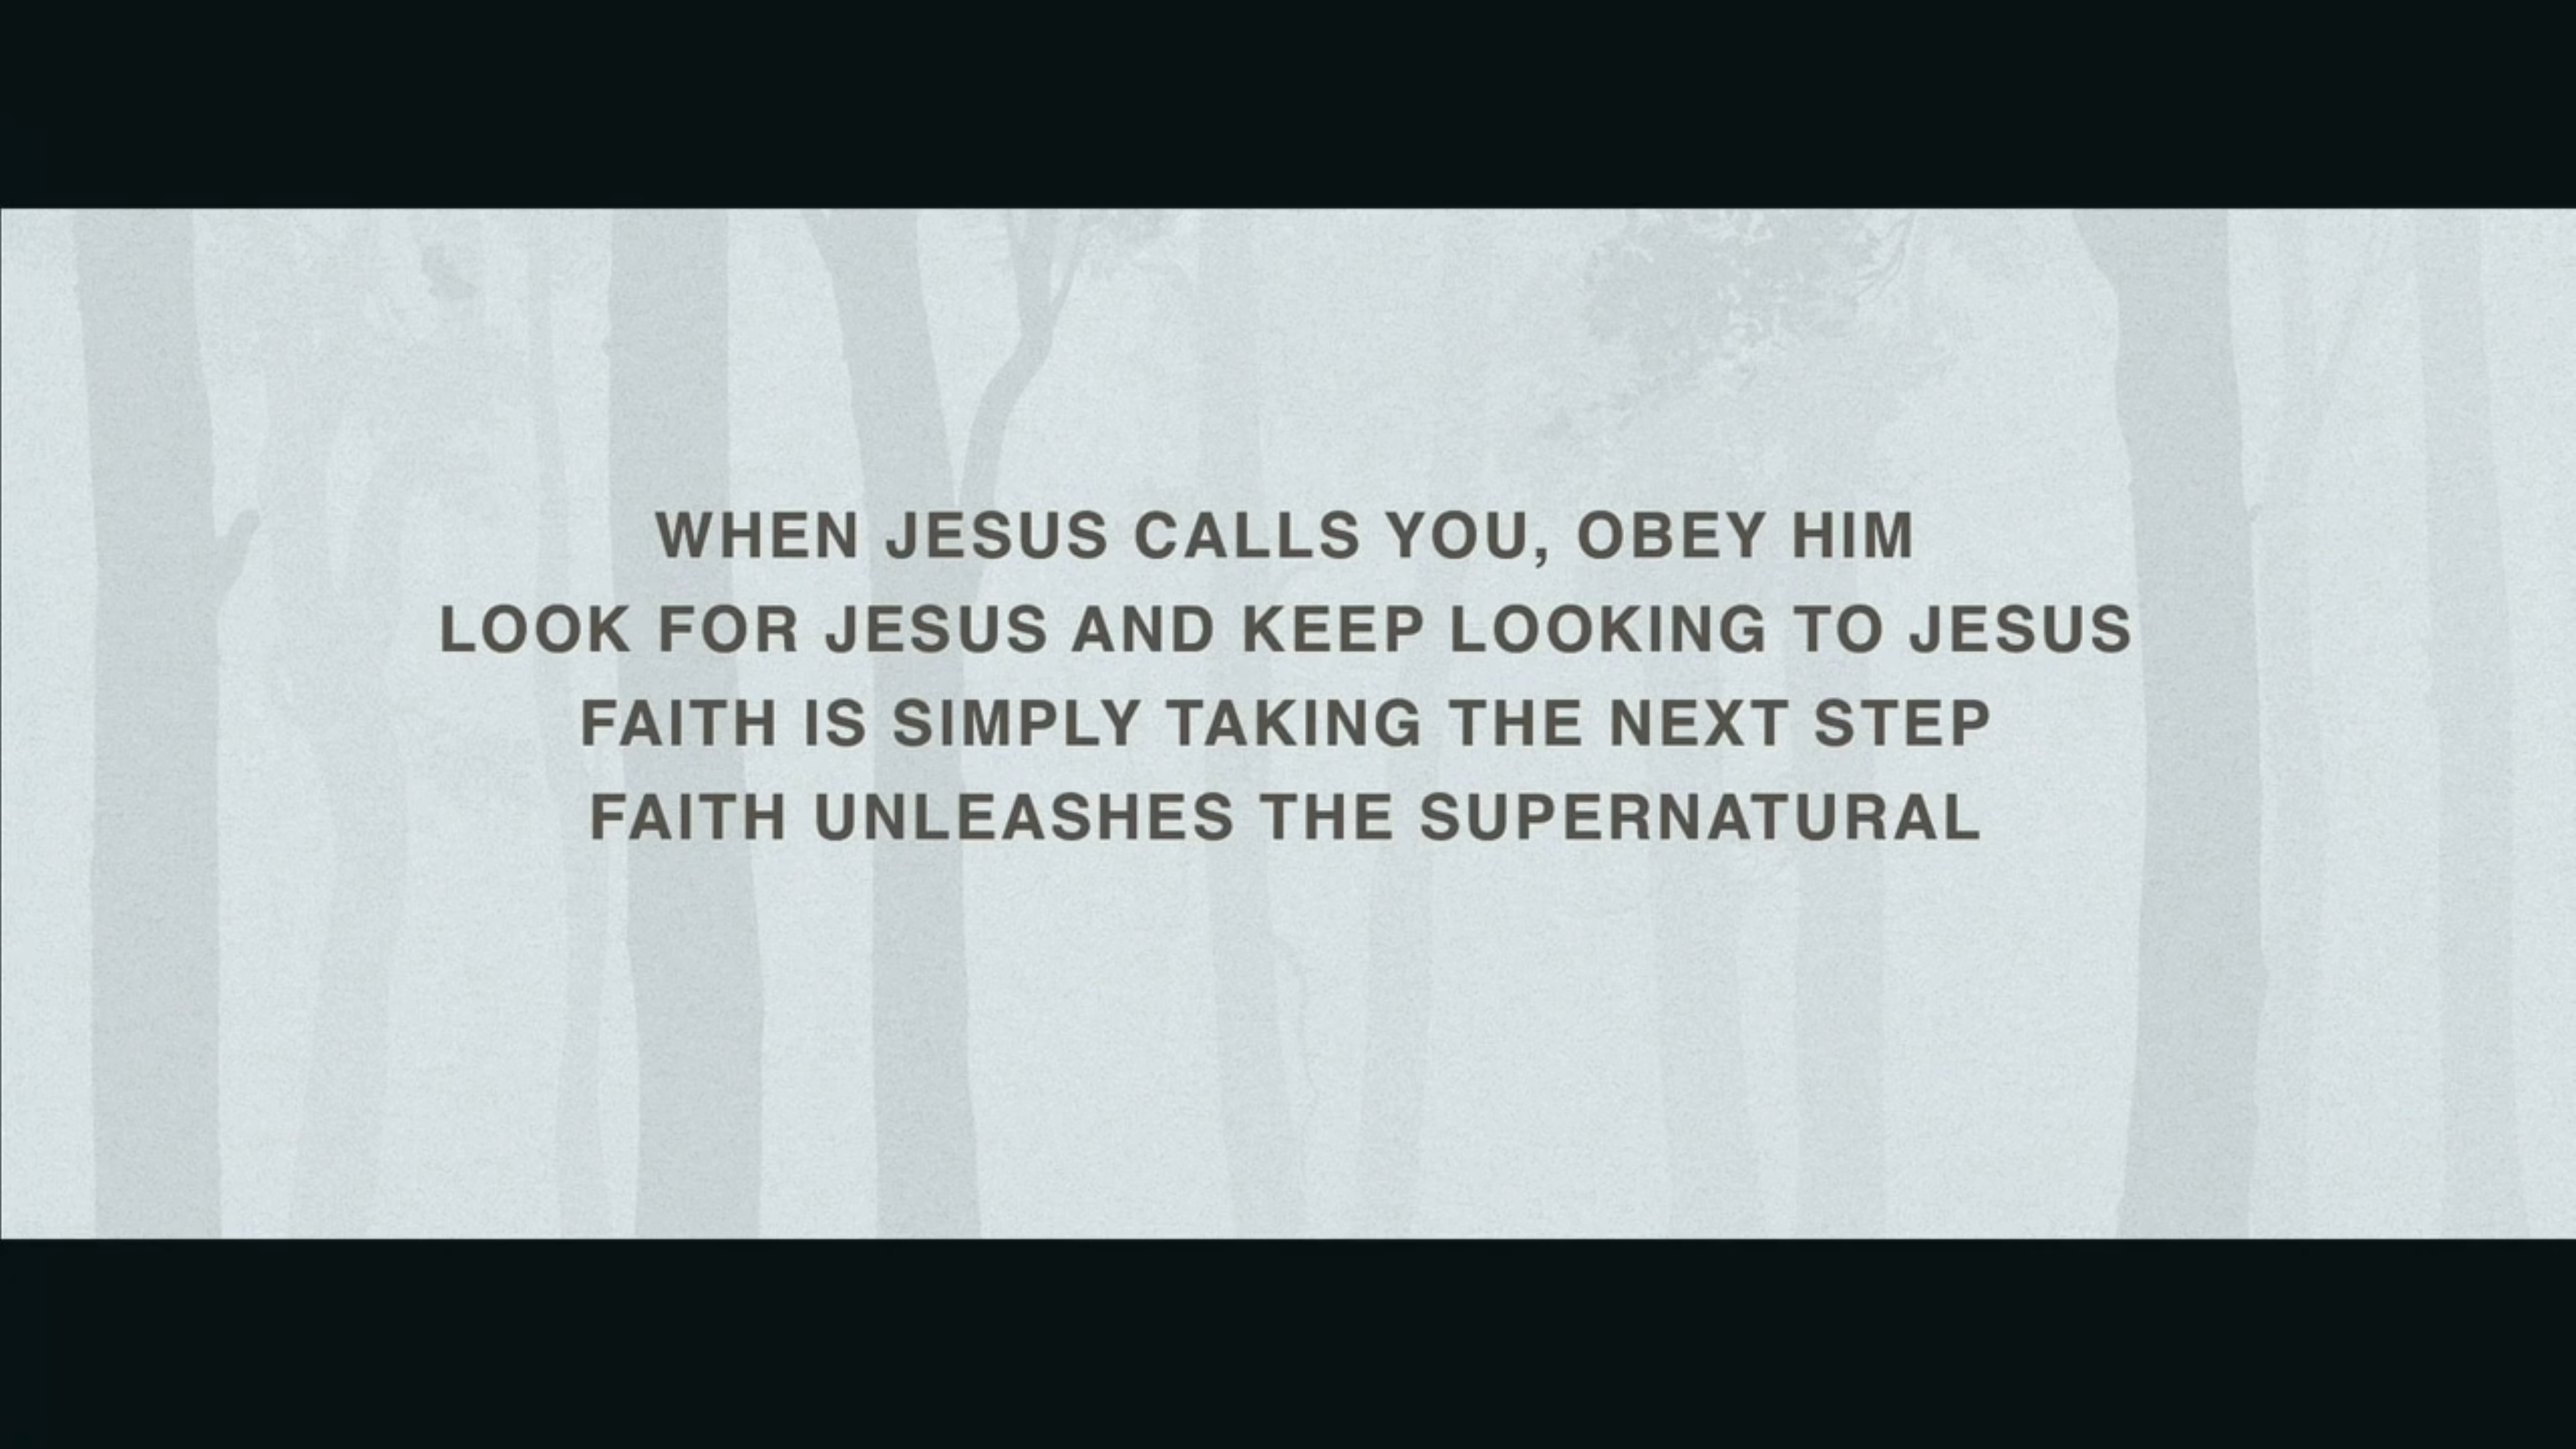 WHEN JESUS CALLS YOU, OBEY HIM
LOOK FOR JESUS AND KEEP LOOKING TO JESUS
FAITH IS SIMPLY TAKING THE NEXT STEP
FAITH UNLEASHES THE SUPERNATURAL